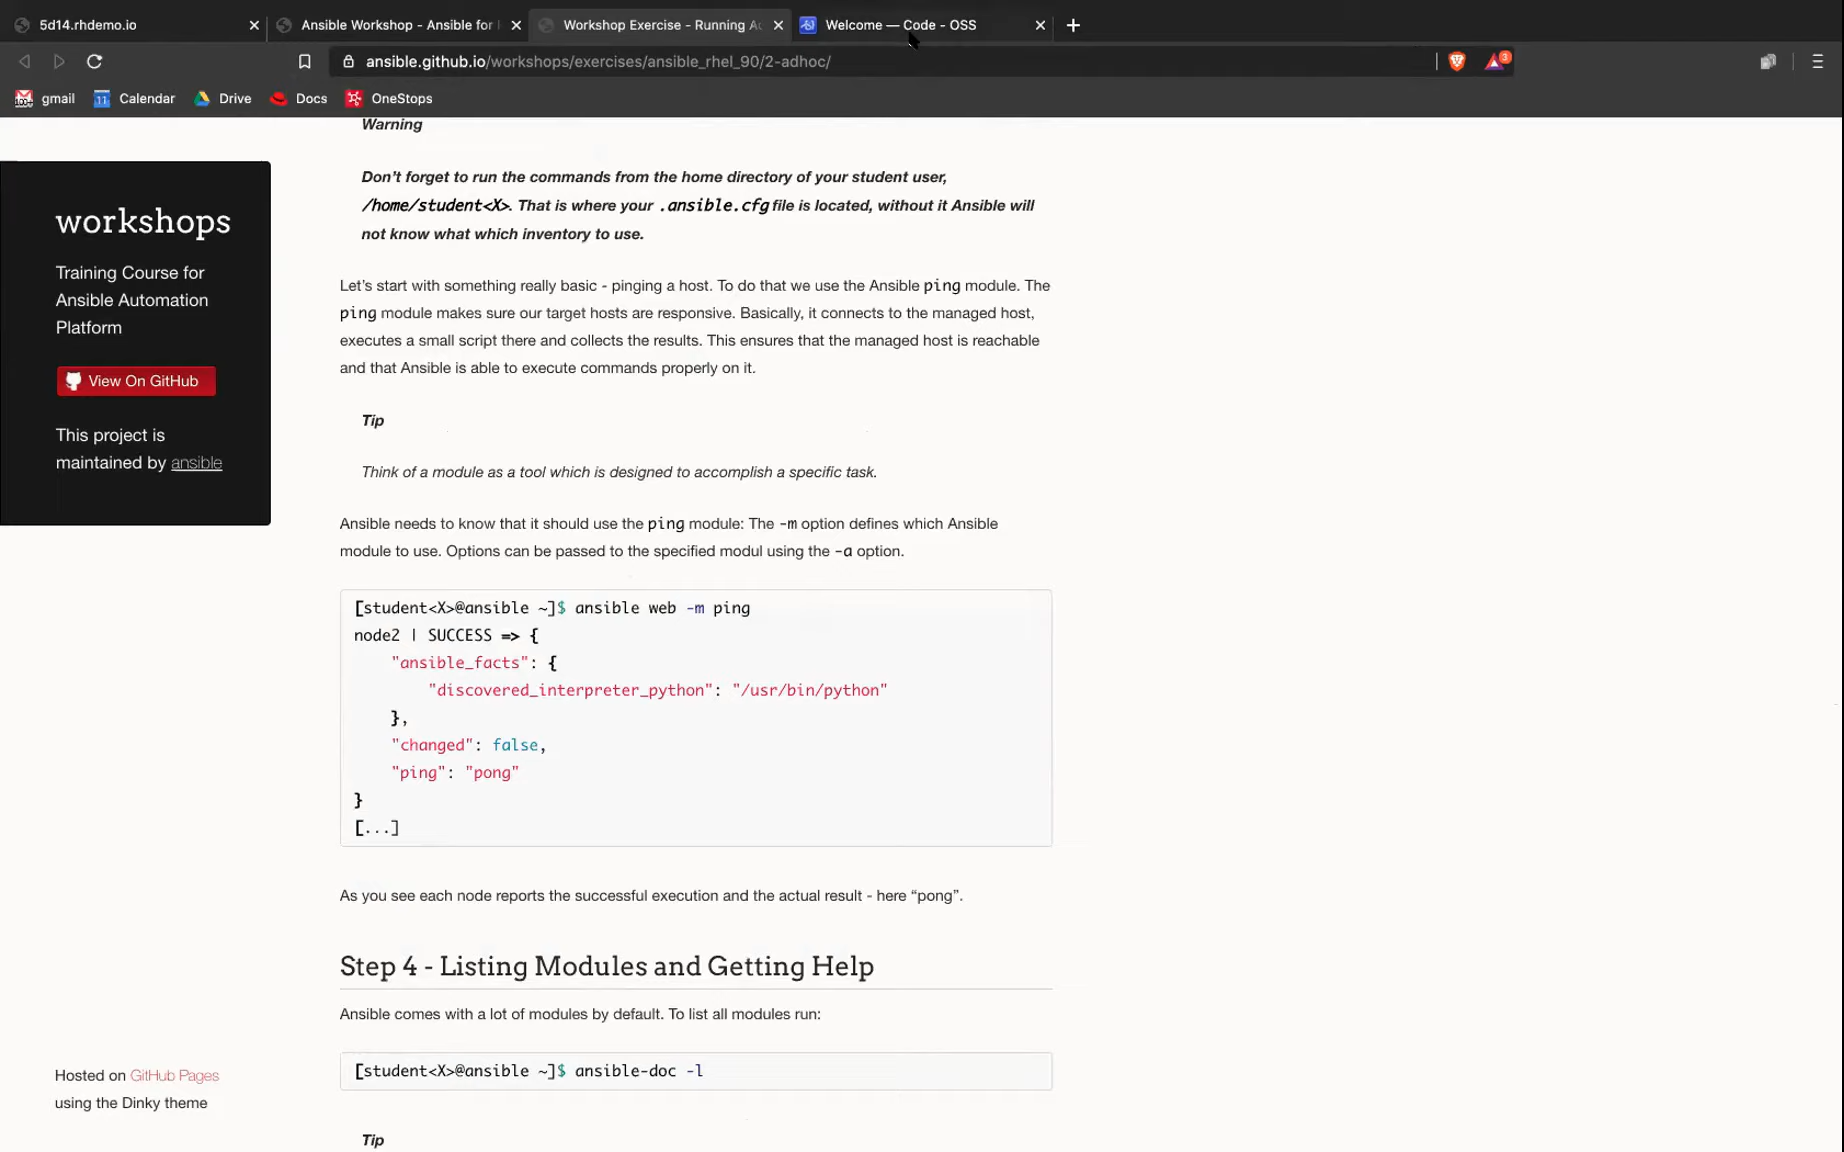 5d14.rhdemo.io
Ansible Workshop - Ansible for
Workshop Exercise - Running A
Welcome — Code - OSS
ansible.github.io/workshops/exercises/ansible_rhel_90/2-adhoc/
3
gmail
11
Calendar
Drive
Docs
OneStops
workshops
Training Course for
Ansible Automation
Platform
View On GitHub
This project is
maintained by ansible
Hosted on GitHub Pages
using the Dinky theme
Warning
Don’t forget to run the commands from the home directory of your student user,
/home/student<X>. That is where your .ansible.cfg file is located, without it Ansible will
not know what which inventory to use.
Let’s start with something really basic - pinging a host. To do that we use the Ansible ping module. The
ping module makes sure our target hosts are responsive. Basically, it connects to the managed host,
executes a small script there and collects the results. This ensures that the managed host is reachable
and that Ansible is able to execute commands properly on it.
Tip
Think of a module as a tool which is designed to accomplish a specific task.
Ansible needs to know that it should use the ping module: The -m option defines which Ansible
module to use. Options can be passed to the specified modul using the -a option.
[student<X>@ansible ~]$ ansible web -m ping
node2 | SUCCESS => {
"ansible_facts": {
"discovered_interpreter_python": "/usr/bin/python"
},
"changed": false,
"ping": "pong"
}
[...]
As you see each node reports the successful execution and the actual result - here “pong”.
Step 4 - Listing Modules and Getting Help
Ansible comes with a lot of modules by default. To list all modules run:
[student<X>@ansible ~]$ ansible-doc -l
Tip